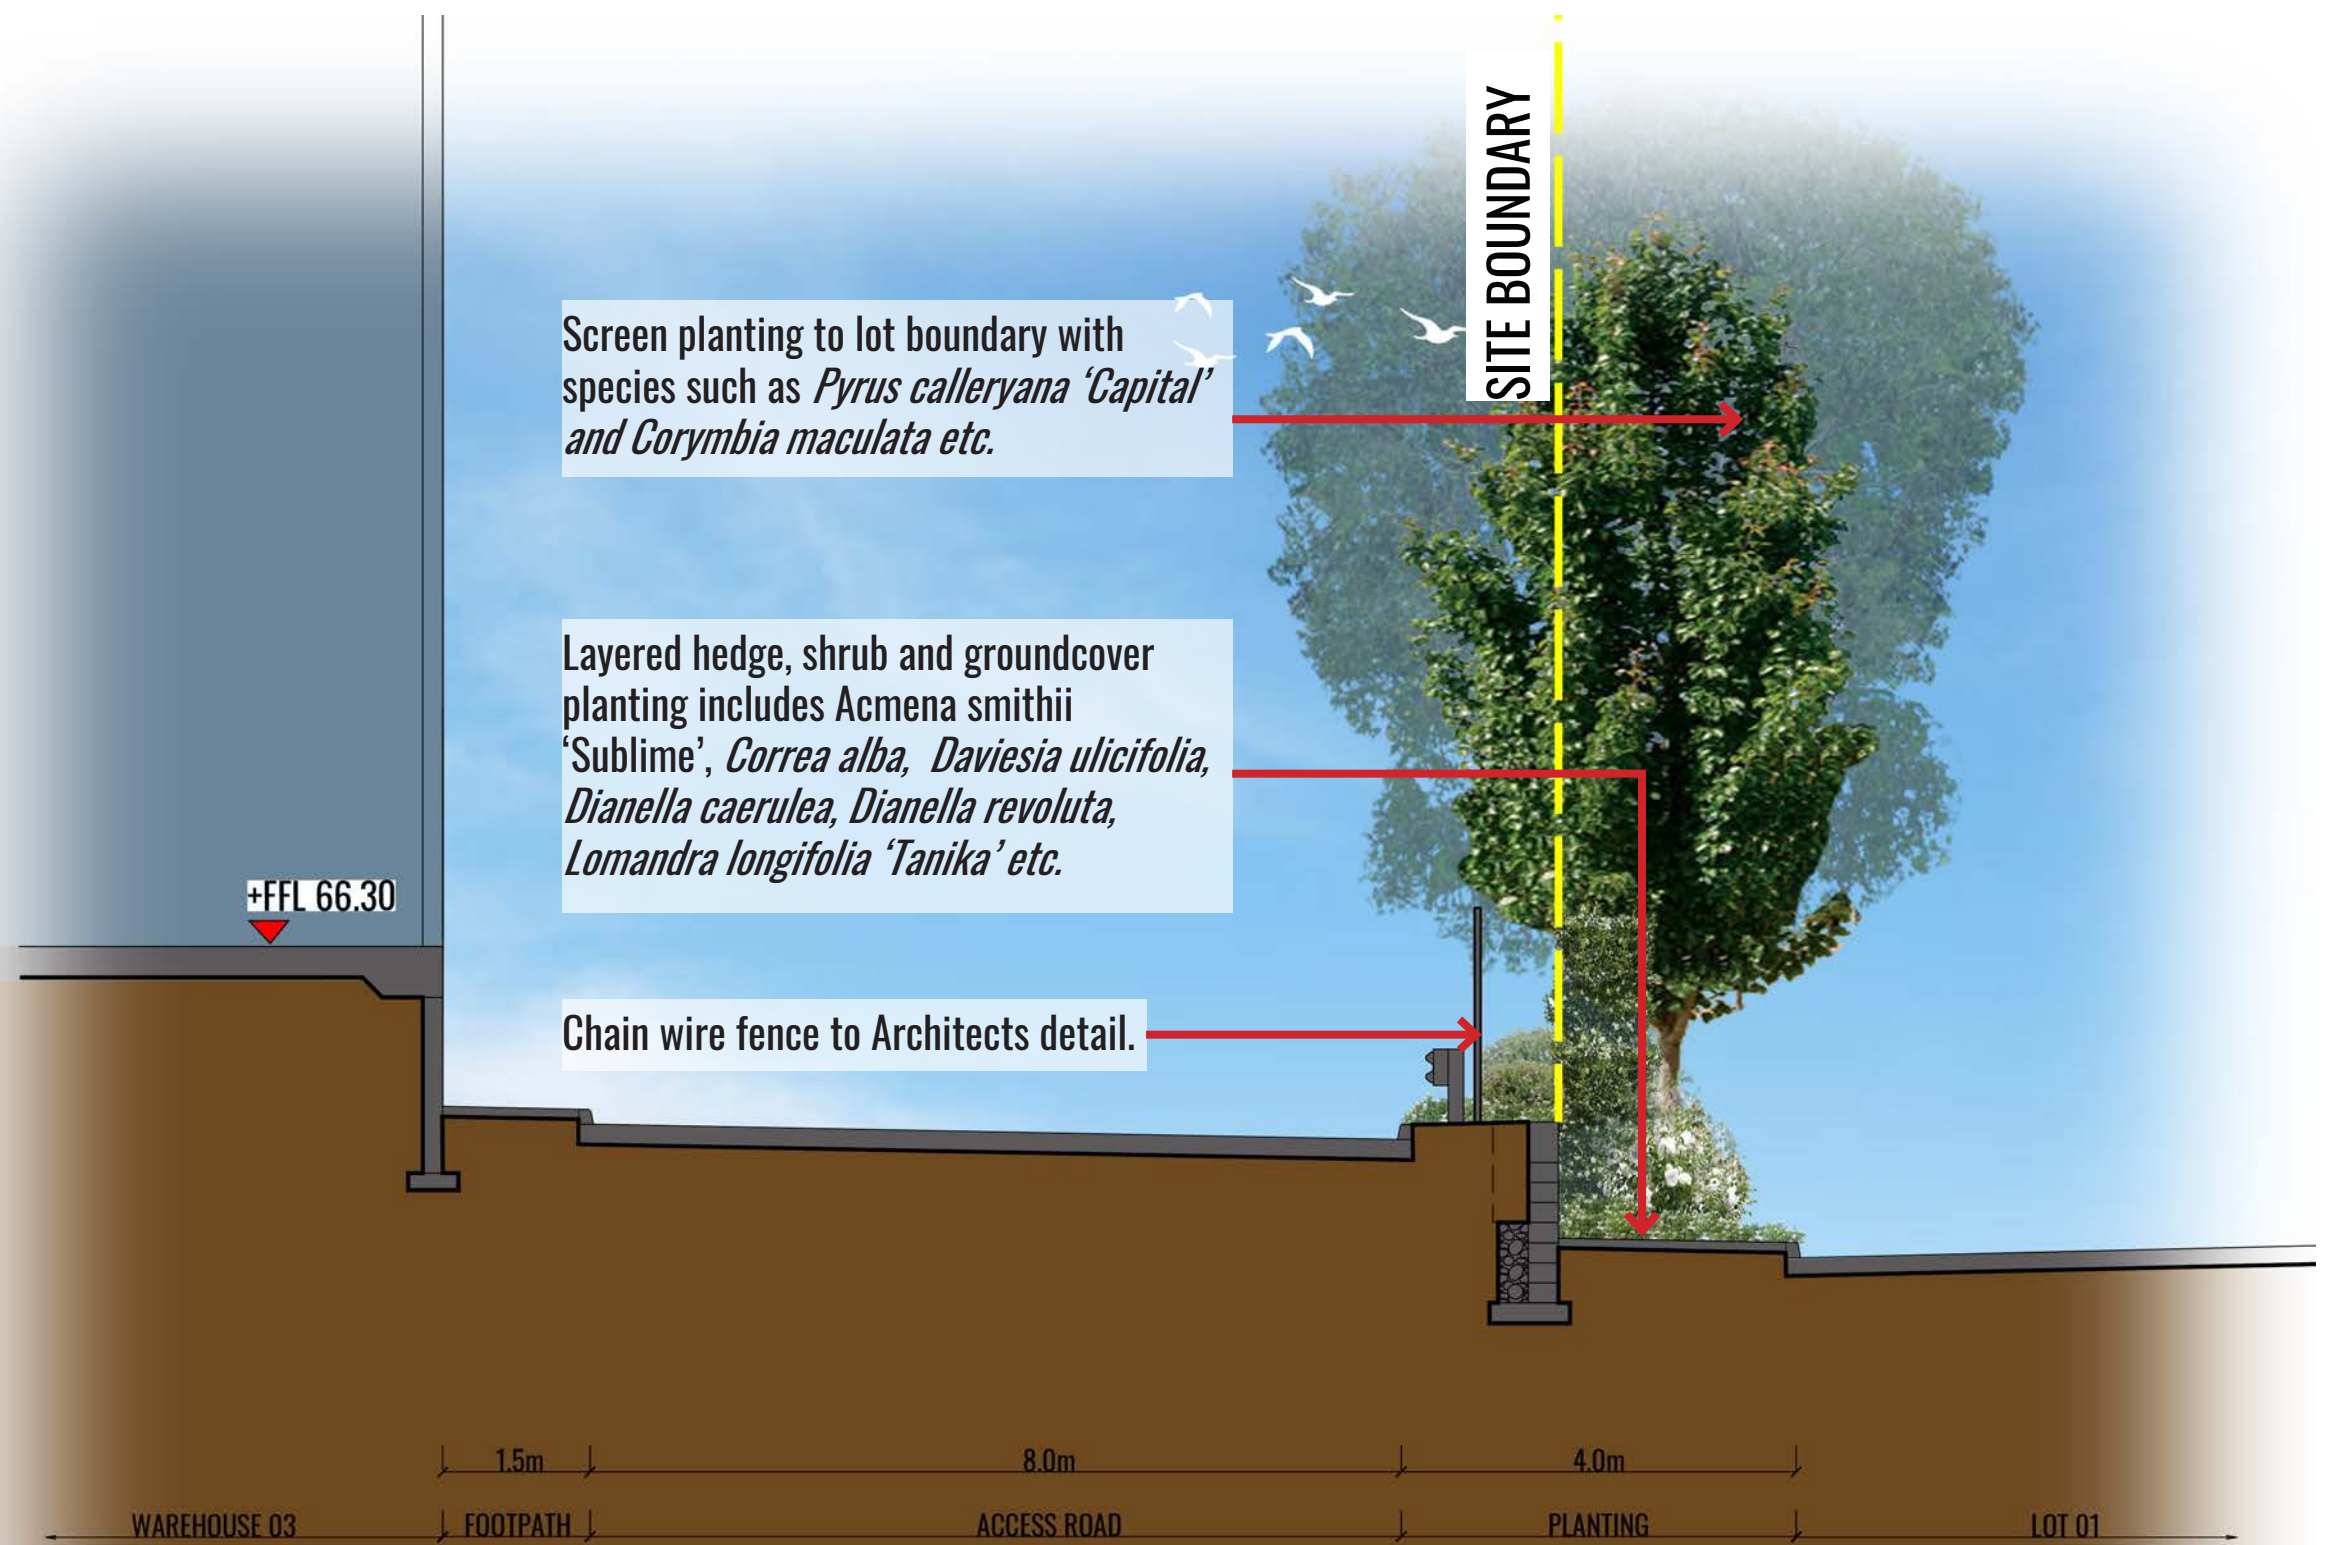 SITE BOUNDARY
Screen planting to lot boundary with
species such as Pyrus calleryana ‘Capital’
and Corymbia maculata etc.
Layered hedge, shrub and groundcover
planting includes Acmena smithii
‘Sublime’, Correa alba, Daviesia ulicifolia,
Dianella caerulea, Dianella revoluta,
Lomandra longifolia ‘Tanika’ etc.
+FFL 66.30
Chain wire fence to Architects detail.
1.5m
8.0m
4.0m
WAREHOUSE 03
FOOTPATH
ACCESS ROAD
PLANTING
LOT 01